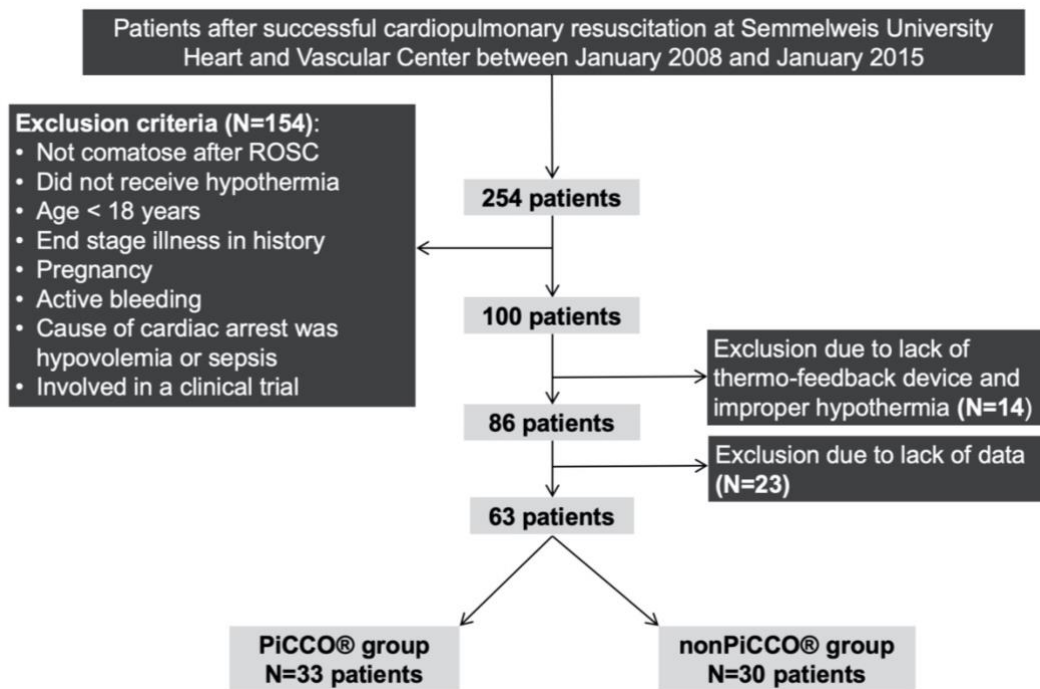 Patients after successful cardiopulmonary resuscitation at Semmelweis University
Heart and Vascular Center between January 2008 and January 2015
Exclusion criteria (N=154):
• Not comatose after ROSC
• Did not receive hypothermia
• Age < 18 years
• End stage illness in history
• Pregnancy
• Active bleeding
• Cause of cardiac arrest was
hypovolemia or sepsis
• Involved in a clinical trial
254 patients
100 patients
Exclusion due to lack of
thermo-feedback device and
improper hypothermia (N=14)
86 patients
Exclusion due to lack of data
(N=23)
63 patients
PiCCO® group
N=33 patients
nonPiCCO® group
N=30 patients